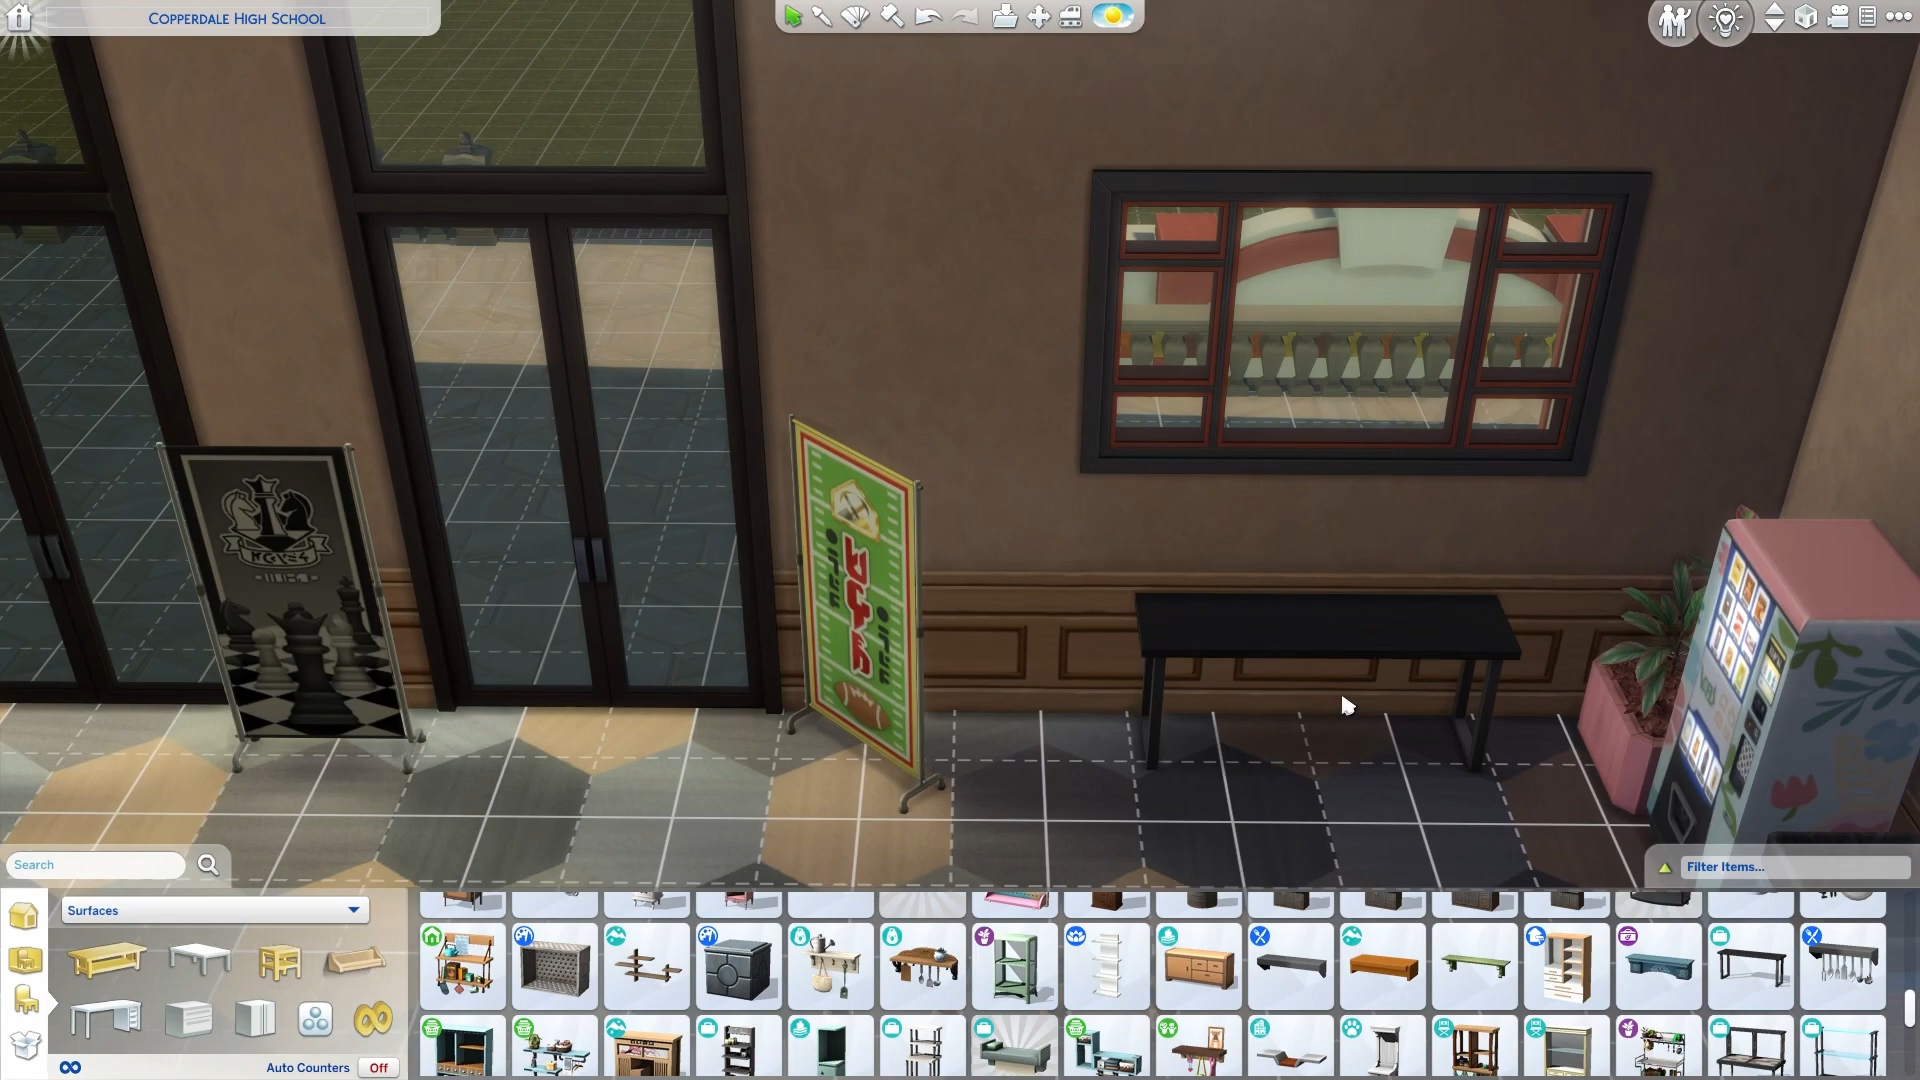 Copperdale High School
Search
Filter Items...
Surfaces
Auto Counters
Off